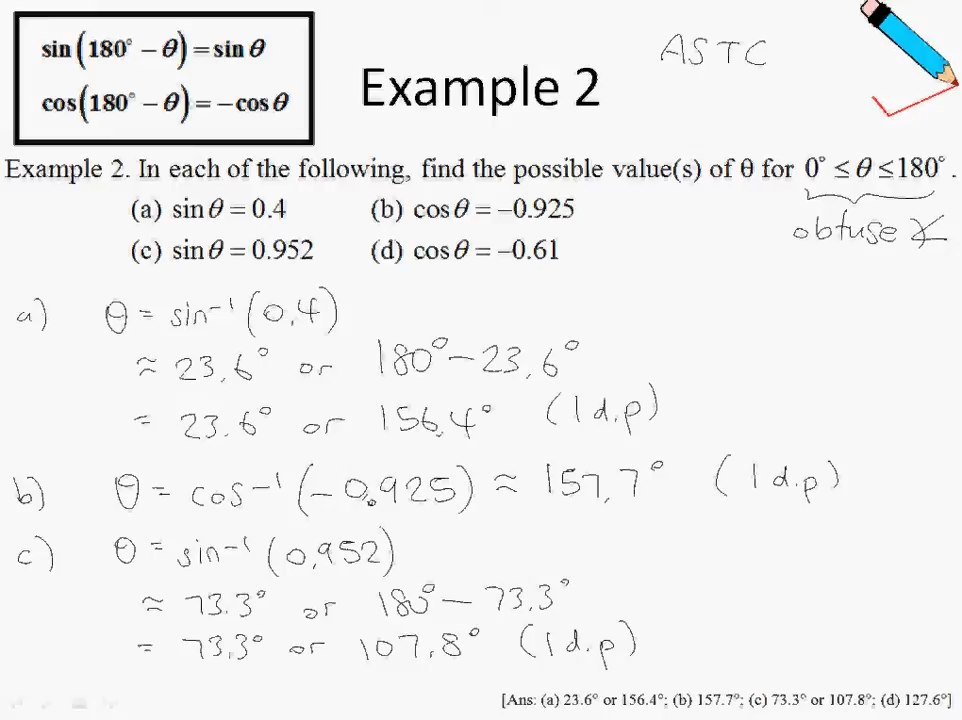 sin(180° − θ) = sin θ
cos(180° − θ) = −cos θ
ASTC
Example 2
Example 2. In each of the following, find the possible value(s) of θ for 0° ≤ θ ≤ 180°.
(a) sin θ = 0.4 (b) cos θ = −0.925
(c) sin θ = 0.952 (d) cos θ = −0.61
obtuse ∠
a) θ = sin⁻¹(0.4)
≈ 23.6° or 180° − 23.6°
= 23.6° or 156.4° (1 d.p)
b) θ = cos⁻¹(−0.925) ≈ 157.7° (1 d.p)
c) θ = sin⁻¹(0.952)
≈ 73.3° or 180° − 73.3°
= 73.3° or 107.8° (1 d.p)
[Ans: (a) 23.6° or 156.4°; (b) 157.7°; (c) 73.3° or 107.8°; (d) 127.6°]